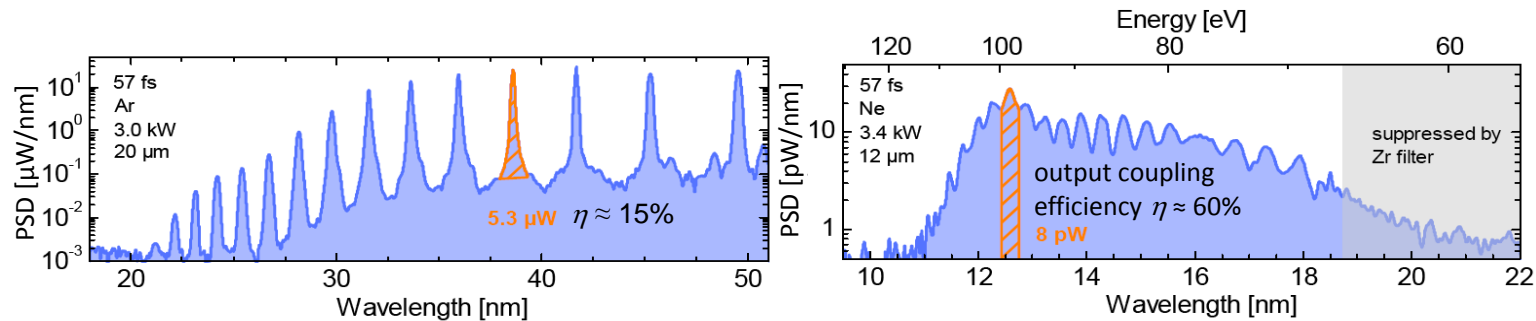 PSD [µW/nm]
10¹
10⁰
10⁻¹
10⁻²
10⁻³
57 fs
Ar
3.0 kW
20 µm
5.3 µW
η ≈ 15%
20
30
40
50
Wavelength [nm]
Energy [eV]
120
100
80
60
PSD [pW/nm]
10
1
57 fs
Ne
3.4 kW
12 µm
suppressed by
Zr filter
output coupling
efficiency η ≈ 60%
8 pW
10
12
14
16
18
20
22
Wavelength [nm]